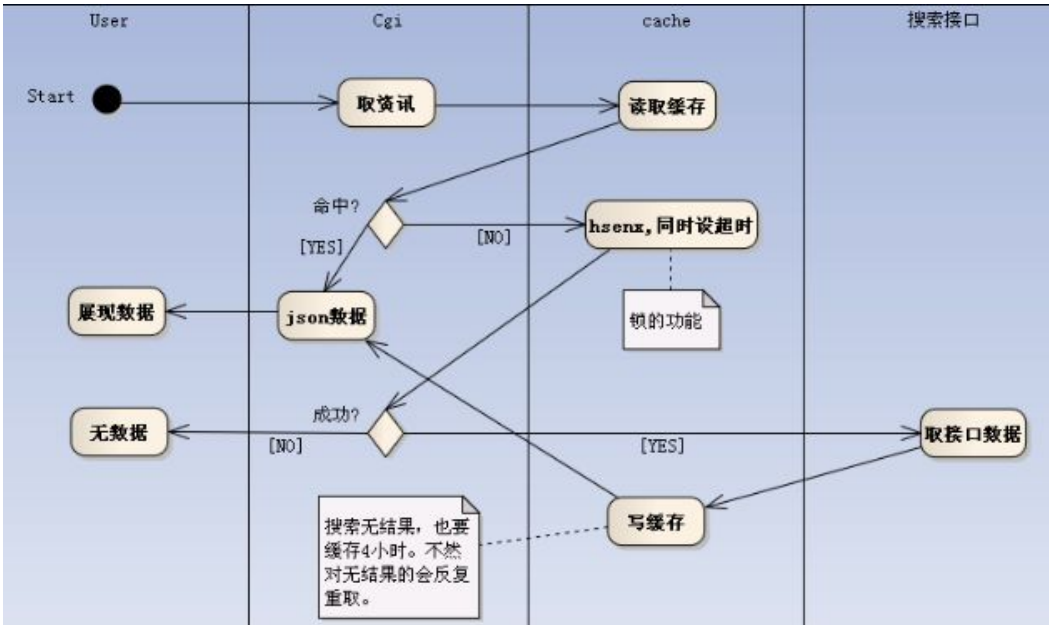 User
Cgi
cache
搜索接口
Start
取资讯
读取缓存
命中?
[YES]
[NO]
hsenx,同时设超时
展现数据
json数据
锁的功能
无数据
[NO]
成功?
[YES]
取接口数据
搜索无结果，也要
缓存4小时。不然
对无结果的会反复
重取。
写缓存